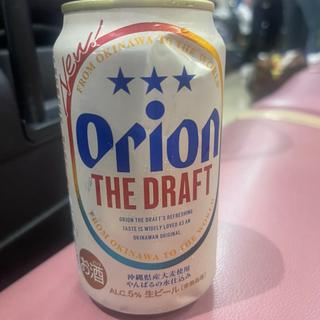 New!
FROM OKINAWA TO THE WORLD
Orion
THE DRAFT
ORION THE DRAFT'S REFRESHING
TASTE IS WIDELY LOVED AS AN
OKINAWAN ORIGINAL.
FROM OKINAWA TO THE WORLD
お酒
沖縄県産大麦使用
やんばるの水仕込み
ALC.5% 生ビール